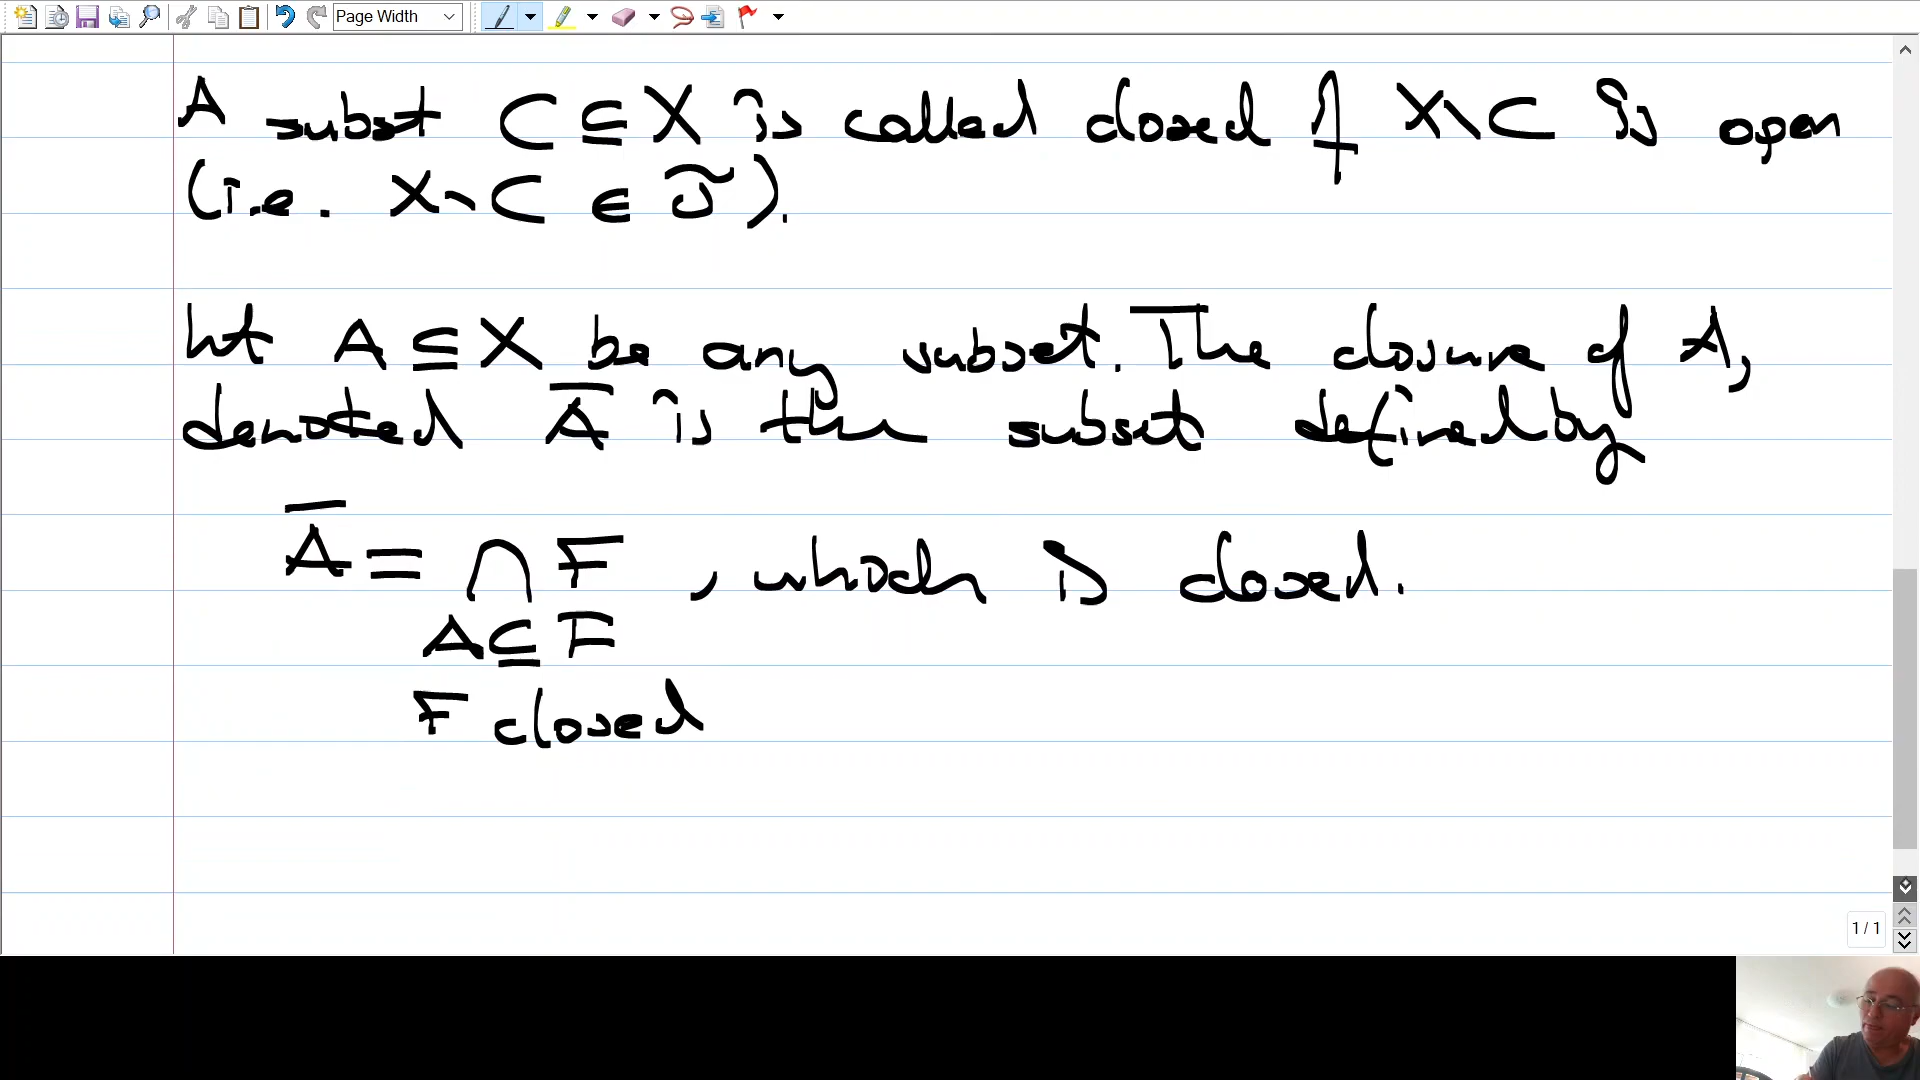 Page Width
A subset C ⊆ X is called closed if X \ C is open
(i.e. X \ C ∈ 𝒯).
Let A ⊆ X be any subset. The closure of A,
denoted A̅ is the subset defined by
A̅ = ∩ F , which is closed.
A ⊆ F
F closed
1 / 1